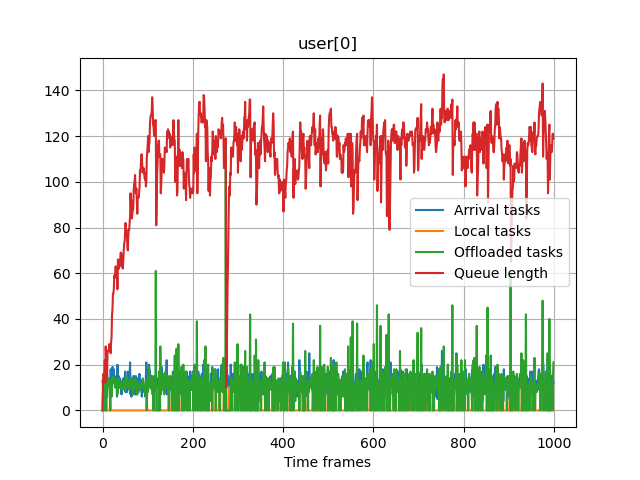 user[0]
140
120
100
80
60
40
20
0
Arrival tasks
Local tasks
Offloaded tasks
Queue length
0 200 400 600 800 1000
Time frames